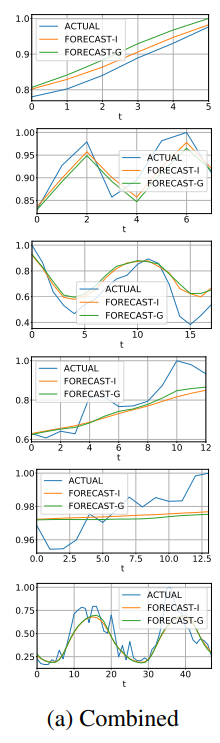 1.0
0.9
0.8
ACTUAL
FORECAST-I
FORECAST-G
0 1 2 3 4 5
t
1.00
0.95
0.90
0.85
ACTUAL
FORECAST-I
FORECAST-G
0 2 4 6
t
1.0
0.8
0.6
0.4
ACTUAL
FORECAST-I
FORECAST-G
0 5 10 15
t
1.0
0.8
0.6
ACTUAL
FORECAST-I
FORECAST-G
0 2 4 6 8 10 12
t
1.00
0.98
0.96
ACTUAL
FORECAST-I
FORECAST-G
0.0 2.5 5.0 7.5 10.0 12.5
t
1.00
0.75
0.50
0.25
ACTUAL
FORECAST-I
FORECAST-G
0 10 20 30 40
t
(a) Combined